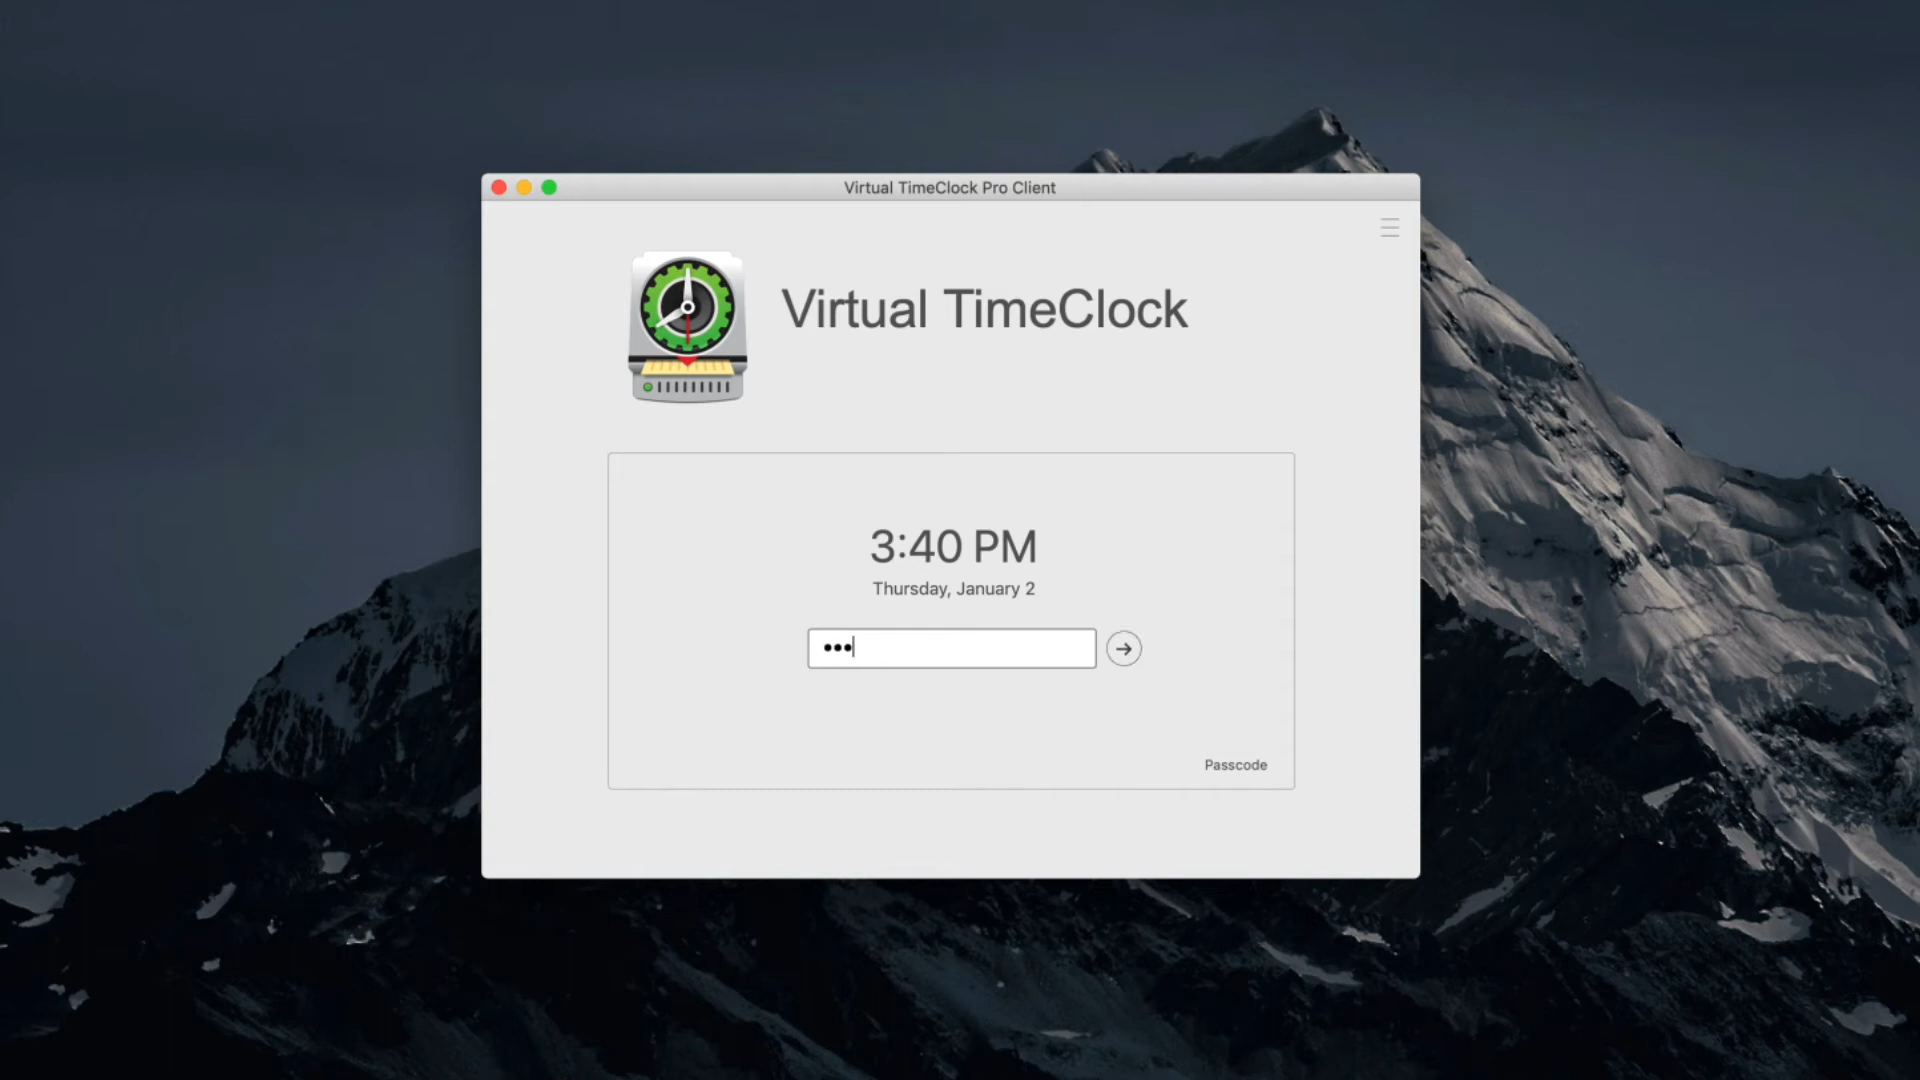 Virtual TimeClock Pro Client
Virtual TimeClock
3:40 PM
Thursday, January 2
•••
Passcode